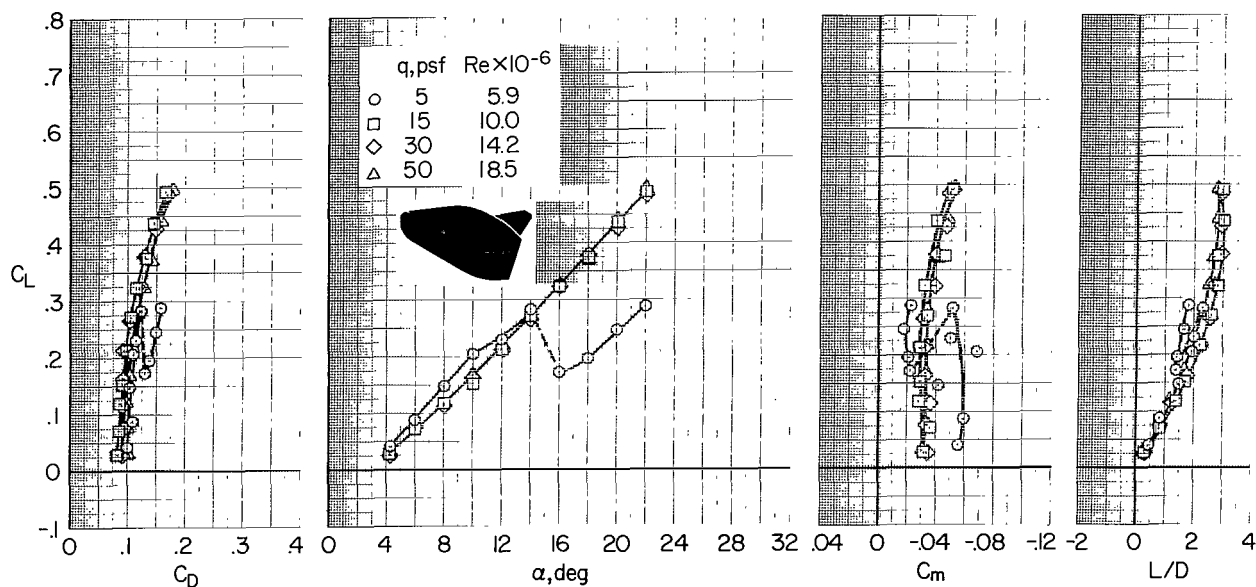 .8
.7
.6
.5
.4
C_L .3
.2
.1
0
-.1
q, psf Re×10⁻⁶
5 5.9
15 10.0
30 14.2
50 18.5
0 .1 .2 .3 .4
C_D
0 4 8 12 16 20 24 28 32
α, deg
.04 0 -.04 -.08 -.12
C_m
-2 0 2 4
L/D